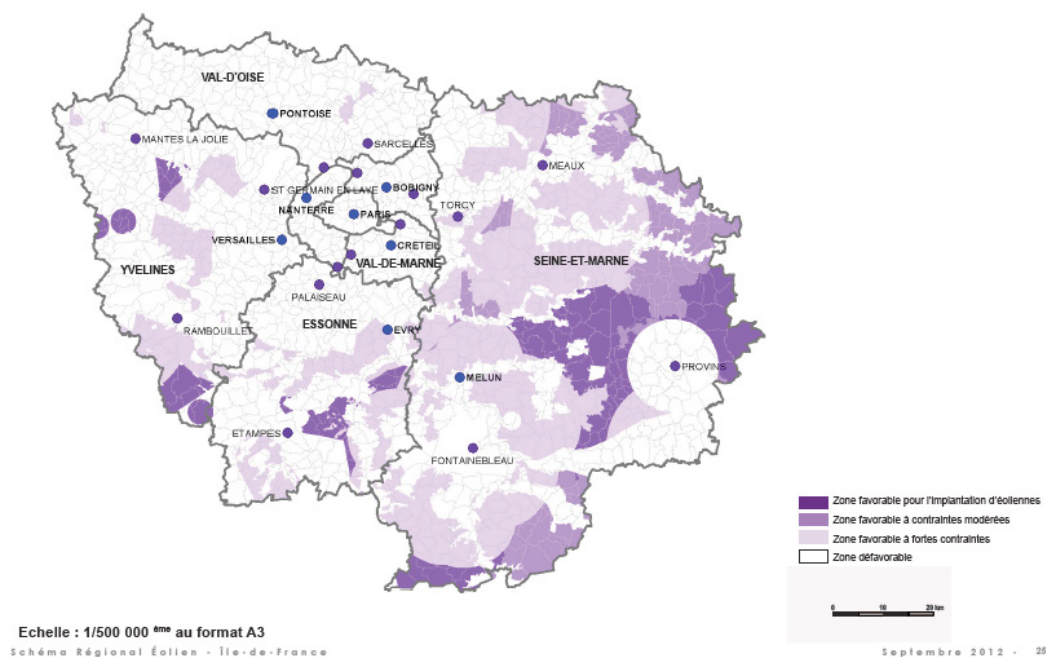 VAL-D'OISE
PONTOISE
MANTES LA JOLIE
SARCELLES
MEAUX
ST GERMAIN EN LAYE
BOBIGNY
NANTERRE
PARIS
TORCY
VERSAILLES
CRETEIL
VAL-DE-MARNE
SEINE-ET-MARNE
YVELINES
PALAISEAU
RAMBOUILLET
ESSONNE
EVRY
MELUN
PROVINS
ETAMPES
FONTAINEBLEAU
Zone favorable pour l'implantation d'éoliennes
Zone favorable à contraintes modérées
Zone favorable à fortes contraintes
Zone défavorable
0 10 20 km
Echelle : 1/500 000 ème au format A3
Schéma Régional Éolien - Île-de-France
Septembre 2012 - 25